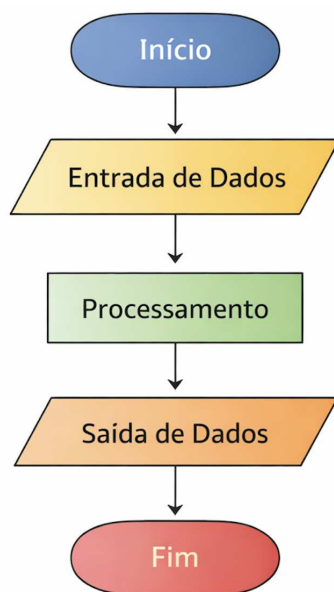 Início
Entrada de Dados
Processamento
Saída de Dados
Fim